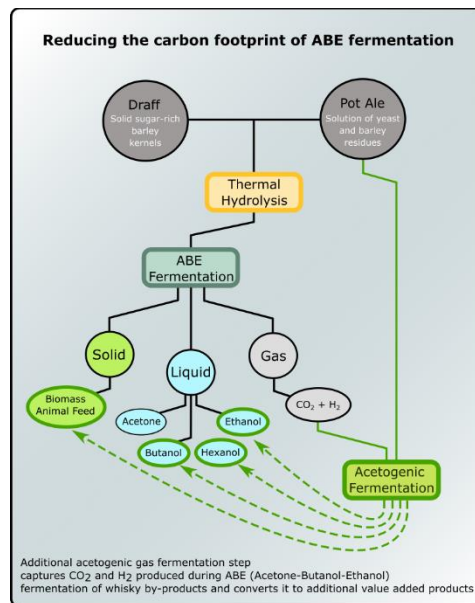 Reducing the carbon footprint of ABE fermentation
Draff
Solid sugar-rich
barley
kernels
Pot Ale
Solution of yeast
and barley
residues
Thermal
Hydrolysis
ABE
Fermentation
Solid
Liquid
Gas
Biomass
Animal Feed
Acetone
Ethanol
Butanol
Hexanol
CO₂ + H₂
Acetogenic
Fermentation
Additional acetogenic gas fermentation step
captures CO₂ and H₂ produced during ABE (Acetone-Butanol-Ethanol)
fermentation of whisky by-products and converts it to additional value added products